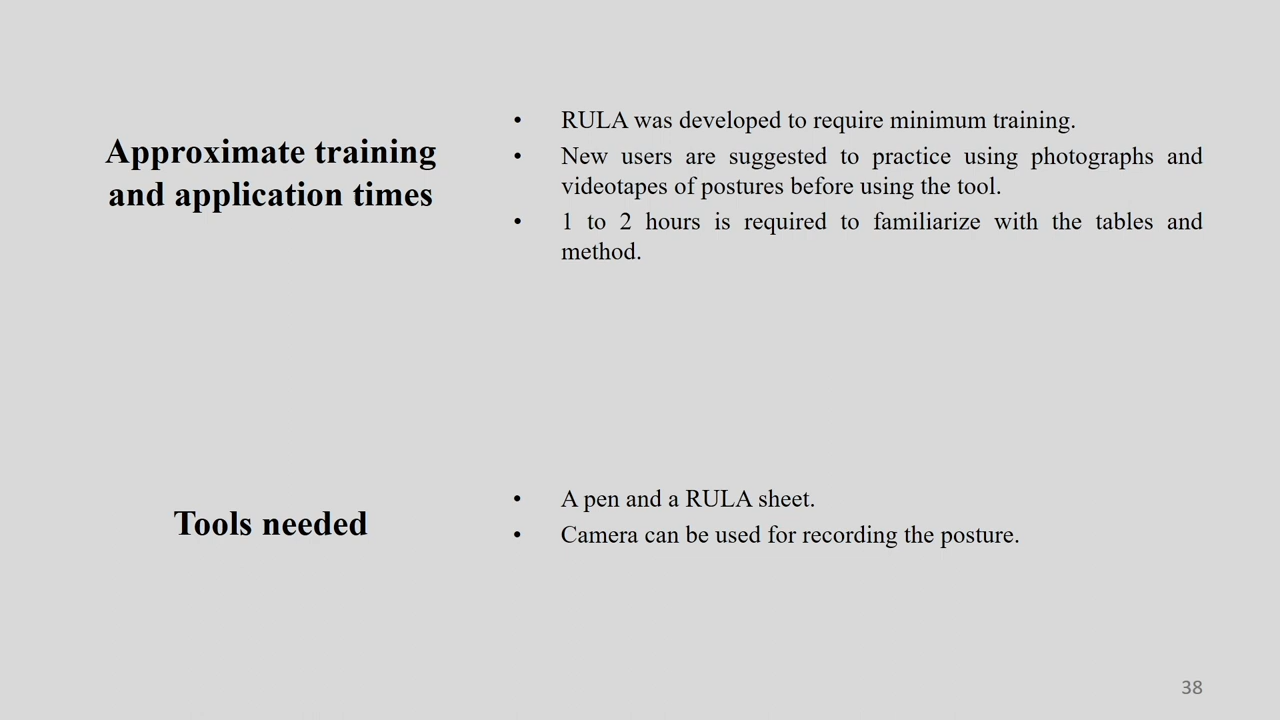 Approximate training
and application times
• RULA was developed to require minimum training.
• New users are suggested to practice using photographs and
videotapes of postures before using the tool.
• 1 to 2 hours is required to familiarize with the tables and
method.
Tools needed
• A pen and a RULA sheet.
• Camera can be used for recording the posture.
38